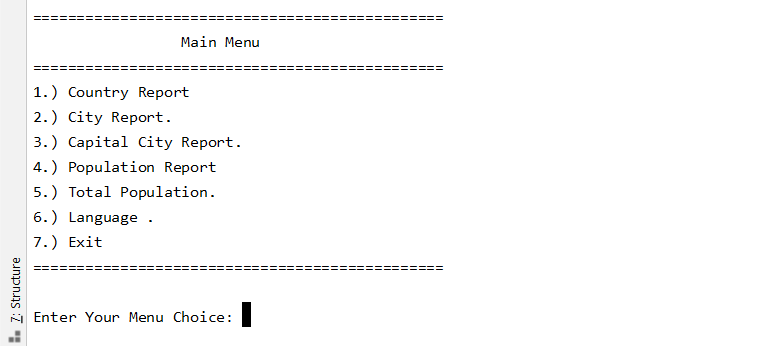 ===============================================
Main Menu
===============================================
1.) Country Report
2.) City Report.
3.) Capital City Report.
4.) Population Report
5.) Total Population.
6.) Language .
7.) Exit
===============================================
Enter Your Menu Choice:
7: Structure